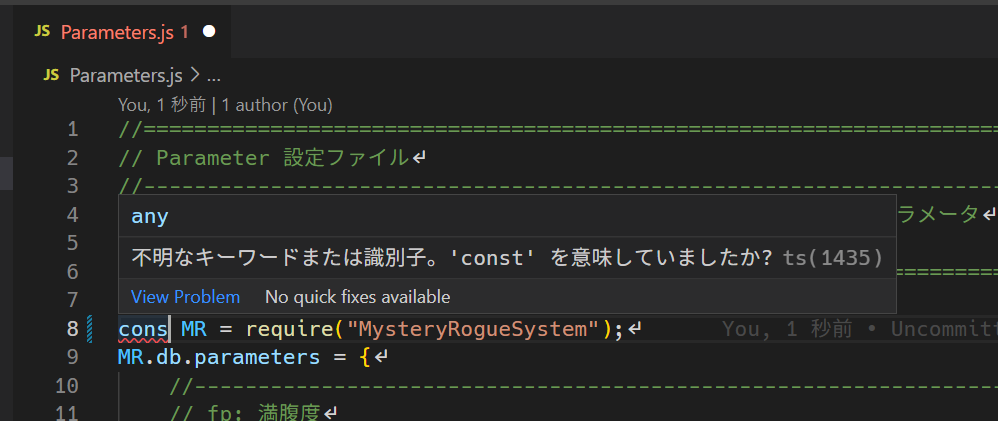 JS Parameters.js 1
JS Parameters.js > ...
You, 1 秒前 | 1 author (You)
1 //====================================================================
2 // Parameter 設定ファイル↵
3 //--------------------------------------------------------------------
4 ラメータ↵
5
6 ========
7
any
不明なキーワードまたは識別子。'const' を意味していましたか? ts(1435)
View Problem No quick fixes available
8 cons MR = require("MysteryRogueSystem");↵ You, 1 秒前 • Uncommitt
9 MR.db.parameters = {↵
10 //----------------------------------------------------------------
11 // fp: 満腹度↵